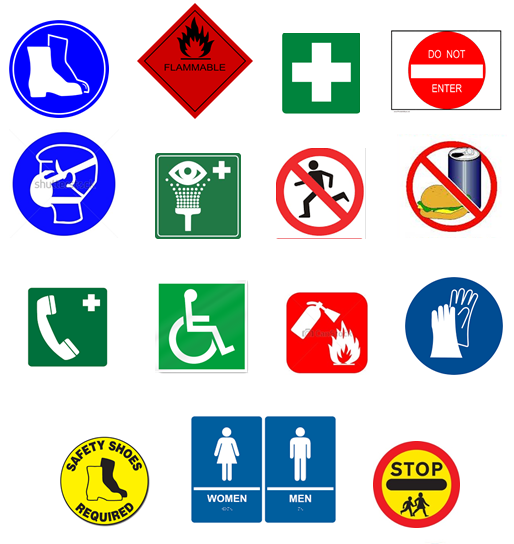 FLAMMABLE
DO NOT
ENTER
SAFETY SHOES
REQUIRED
WOMEN
MEN
STOP